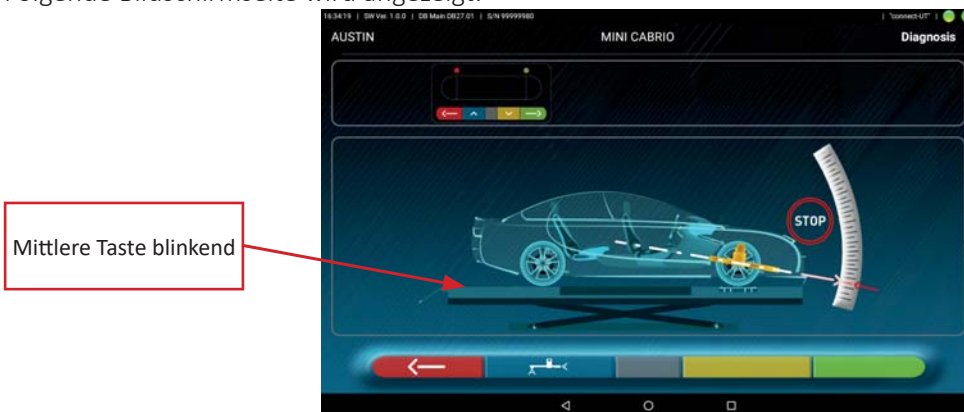 Folgende Bildschirmseite wird angezeigt:
16:34:19 | SW Ver. 1.0.0 | DB Main DB27.01 | S/N 99999980
| "connect-UT" |
AUSTIN
MINI CABRIO
Diagnosis
STOP
Mittlere Taste blinkend